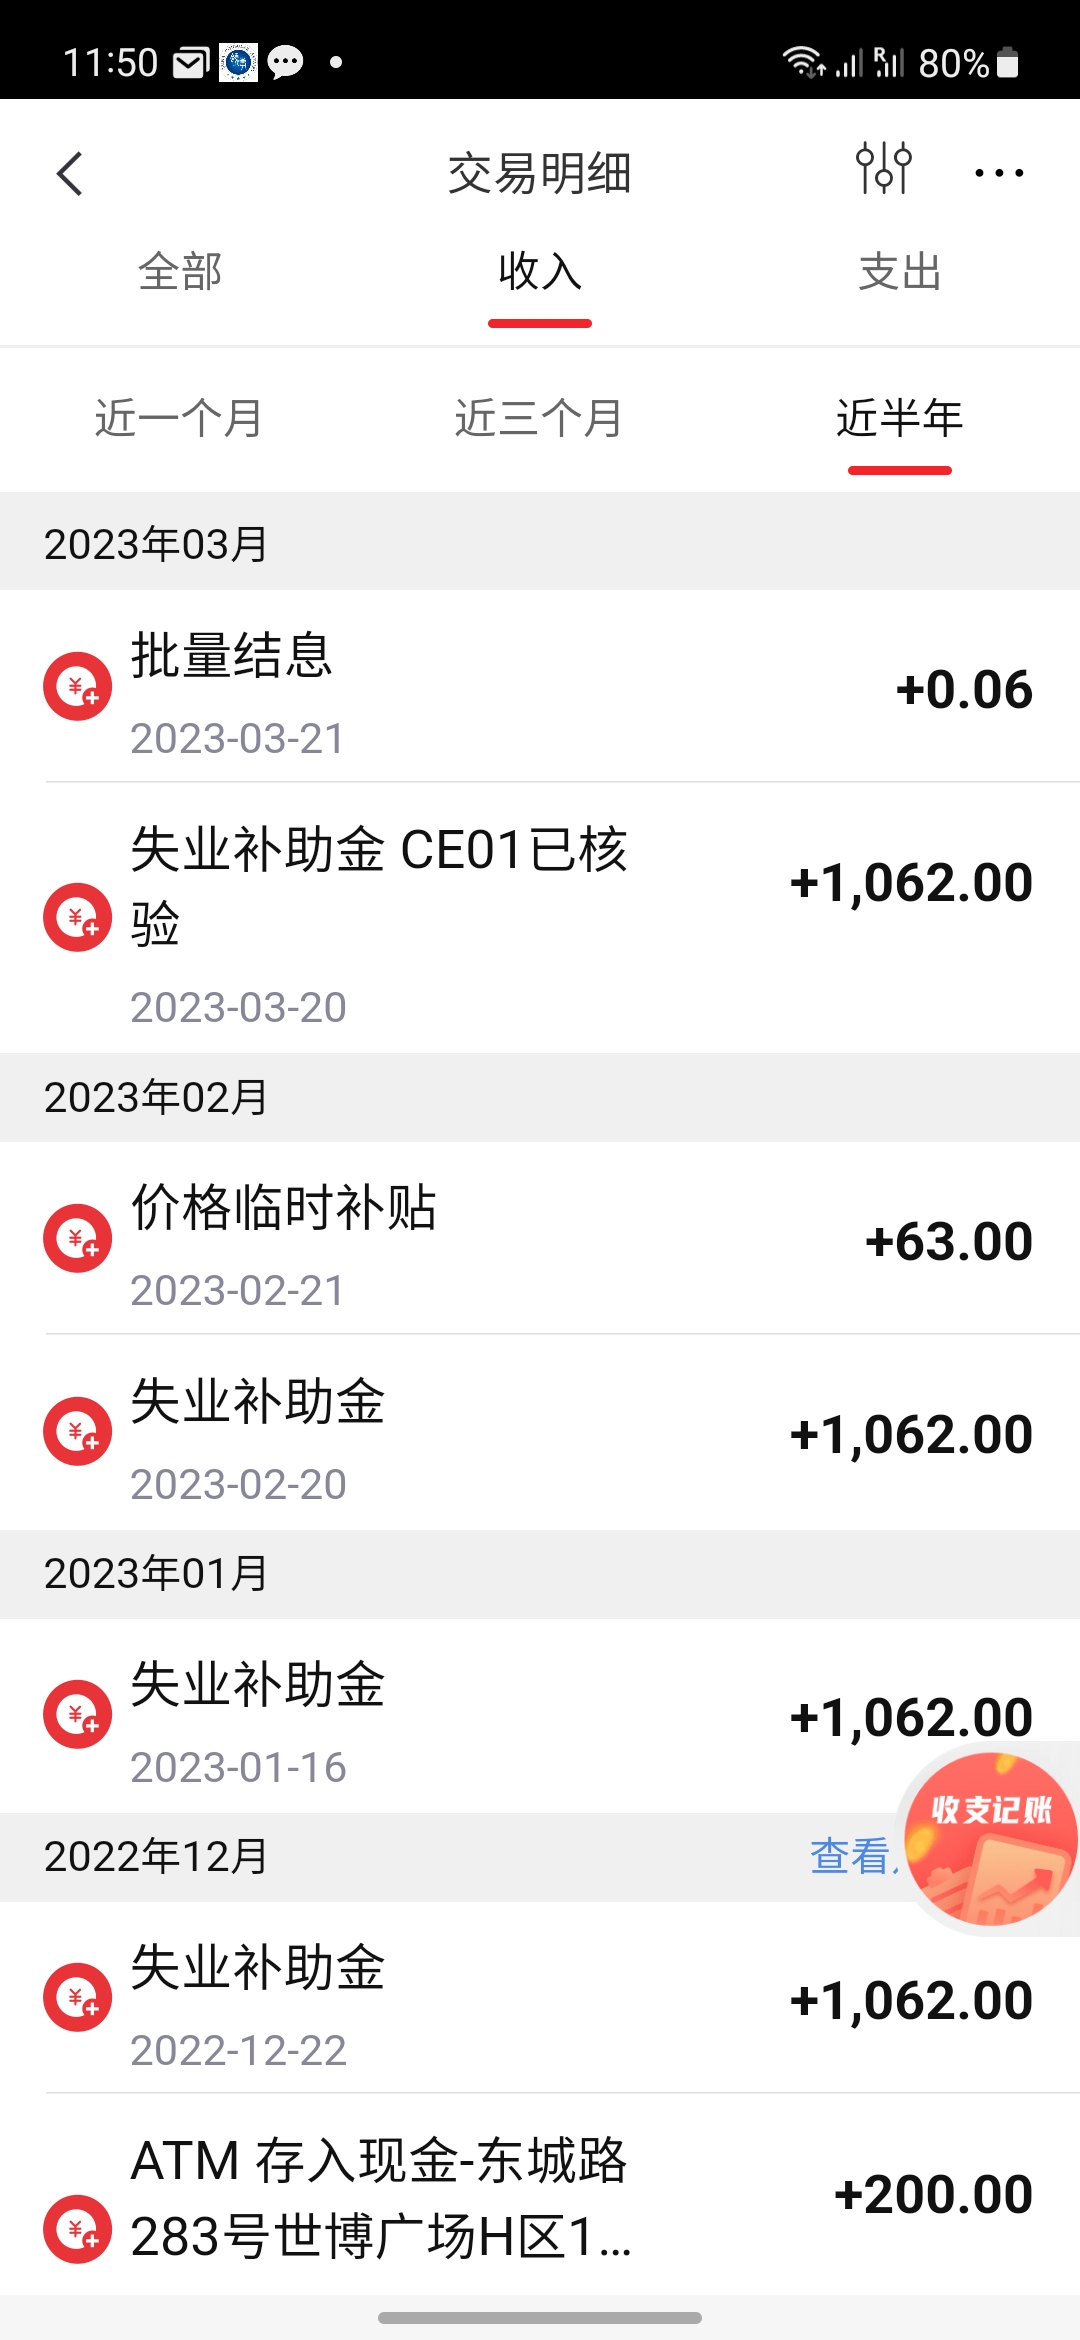 11:50
80%
交易明细
全部
收入
支出
近一个月
近三个月
近半年
2023年03月
批量结息
+0.06
2023-03-21
失业补助金 CE01已核
验
+1,062.00
2023-03-20
2023年02月
价格临时补贴
+63.00
2023-02-21
失业补助金
+1,062.00
2023-02-20
2023年01月
失业补助金
+1,062.00
2023-01-16
收支记账
2022年12月
查看
失业补助金
+1,062.00
2022-12-22
ATM 存入现金-东城路
283号世博广场H区1...
+200.00